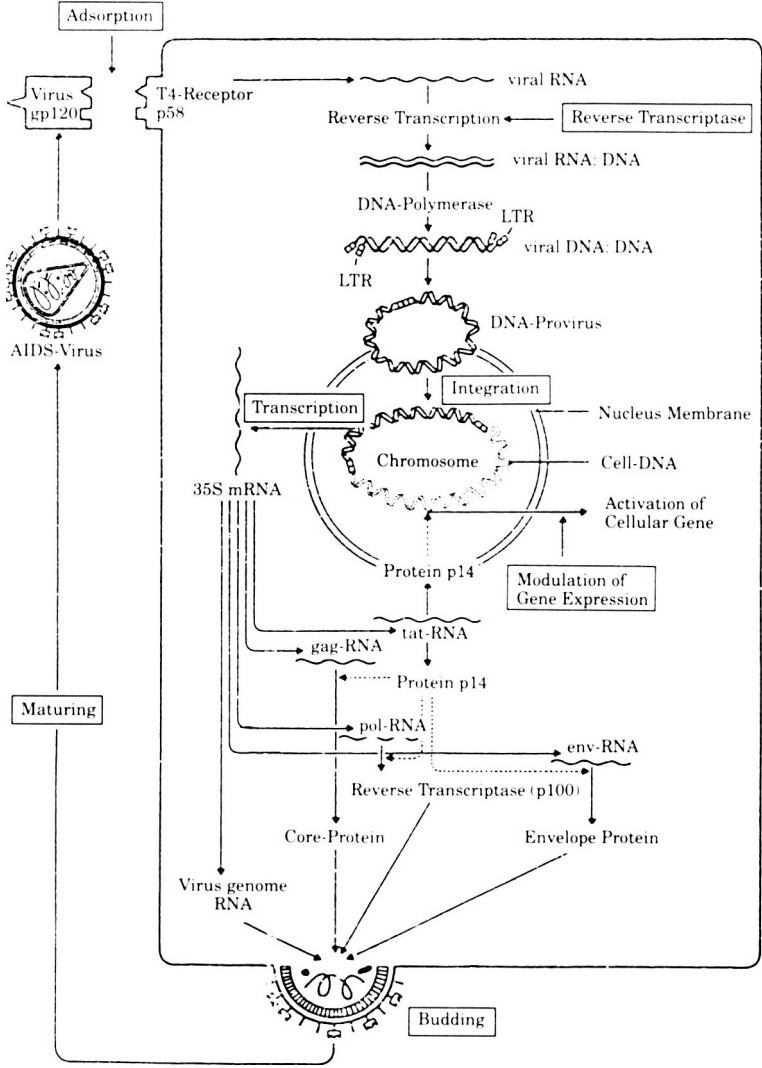 Adsorption
Virus
gp120
T4-Receptor
p58
viral RNA
Reverse Transcription
Reverse Transcriptase
viral RNA: DNA
DNA-Polymerase
LTR
viral DNA: DNA
LTR
AIDS-Virus
DNA-Provirus
Integration
Transcription
Nucleus Membrane
Chromosome
Cell-DNA
35S mRNA
Activation of
Cellular Gene
Protein p14
Modulation of
Gene Expression
tat-RNA
gag-RNA
Protein p14
Maturing
pol-RNA
env-RNA
Reverse Transcriptase (p100)
Core-Protein
Envelope Protein
Virus genome
RNA
Budding